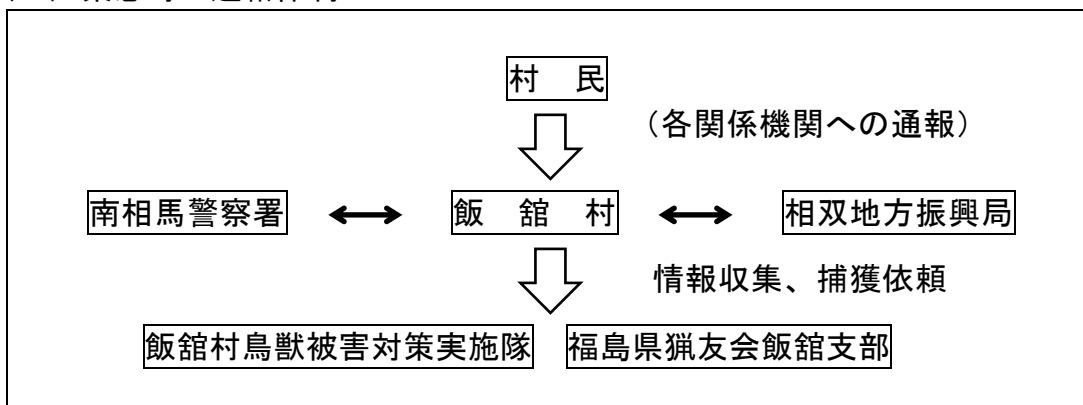 村　民
（各関係機関への通報）
南相馬警察署　飯　舘　村　相双地方振興局
情報収集、捕獲依頼
飯舘村鳥獣被害対策実施隊　福島県猟友会飯舘支部